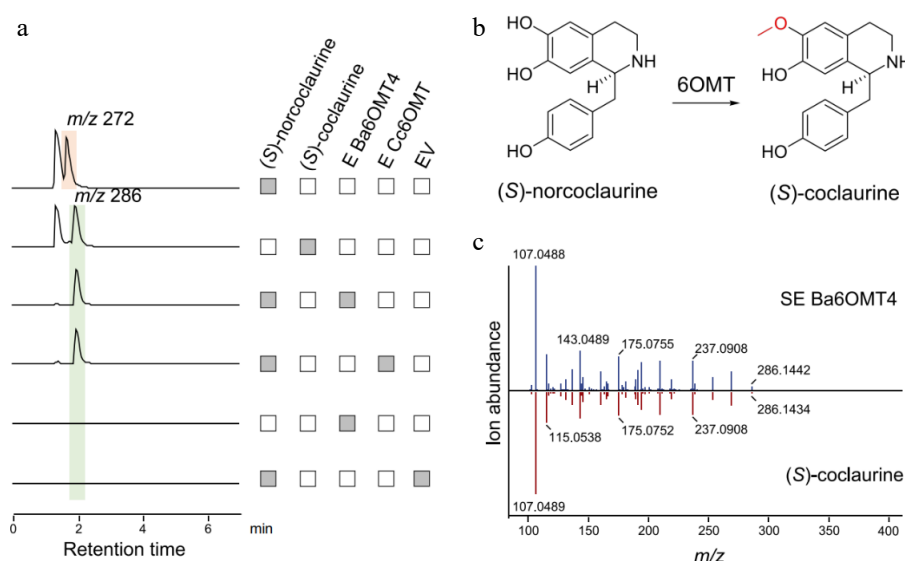 a
m/z 272
m/z 286
(S)-norcoclaurine
(S)-coclaurine
E Ba6OMT4
E Cc6OMT
EV
0
2
4
6
min
Retention time
b
HO
HO
NH
H
HO
(S)-norcoclaurine
6OMT
O
HO
NH
H
HO
(S)-coclaurine
c
107.0488
SE Ba6OMT4
143.0489
175.0755
237.0908
286.1442
Ion abundance
286.1434
115.0538
175.0752
237.0908
(S)-coclaurine
107.0489
100
150
200
250
300
350
400
m/z